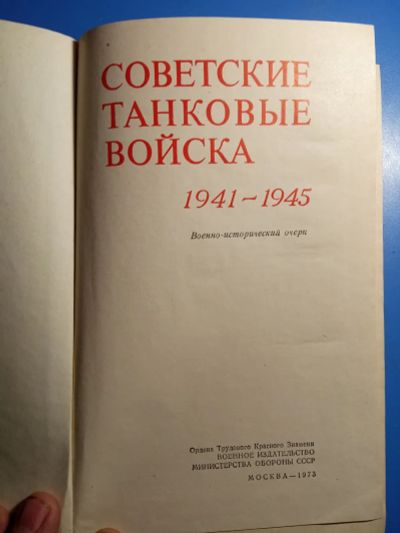 СОВЕТСКИЕ
ТАНКОВЫЕ
ВОЙСКА
1941–1945
Военно-исторический очерк
Ордена Трудового Красного Знамени
ВОЕННОЕ ИЗДАТЕЛЬСТВО
МИНИСТЕРСТВА ОБОРОНЫ СССР
МОСКВА—1973